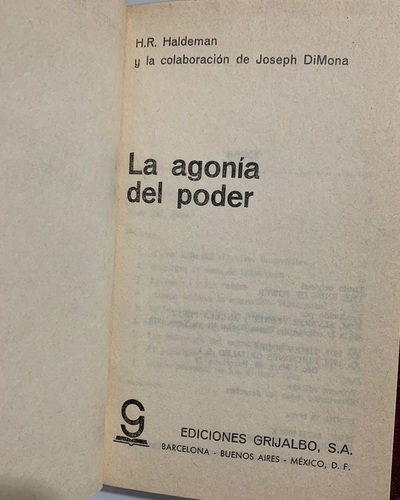 H.R. Haldeman
y la colaboración de Joseph DiMona
La agonía
del poder
g
EDICIONES GRIJALBO, S.A.
BARCELONA - BUENOS AIRES - MÉXICO, D. F.